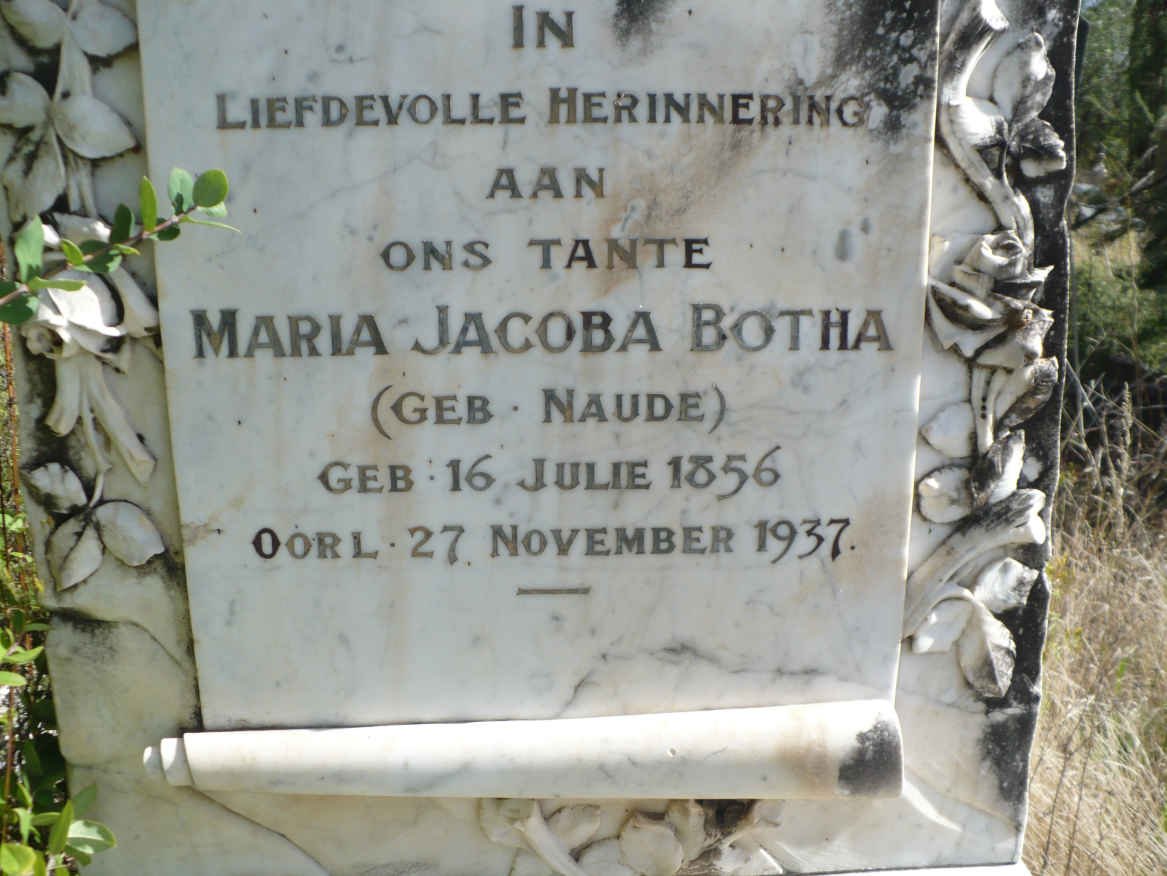 IN
LIEFDEVOLLE HERINNERING
AAN
ONS TANTE
MARIA JACOBA BOTHA
(GEB. NAUDE)
GEB. 16 JULIE 1856
OORL. 27 NOVEMBER 1937.